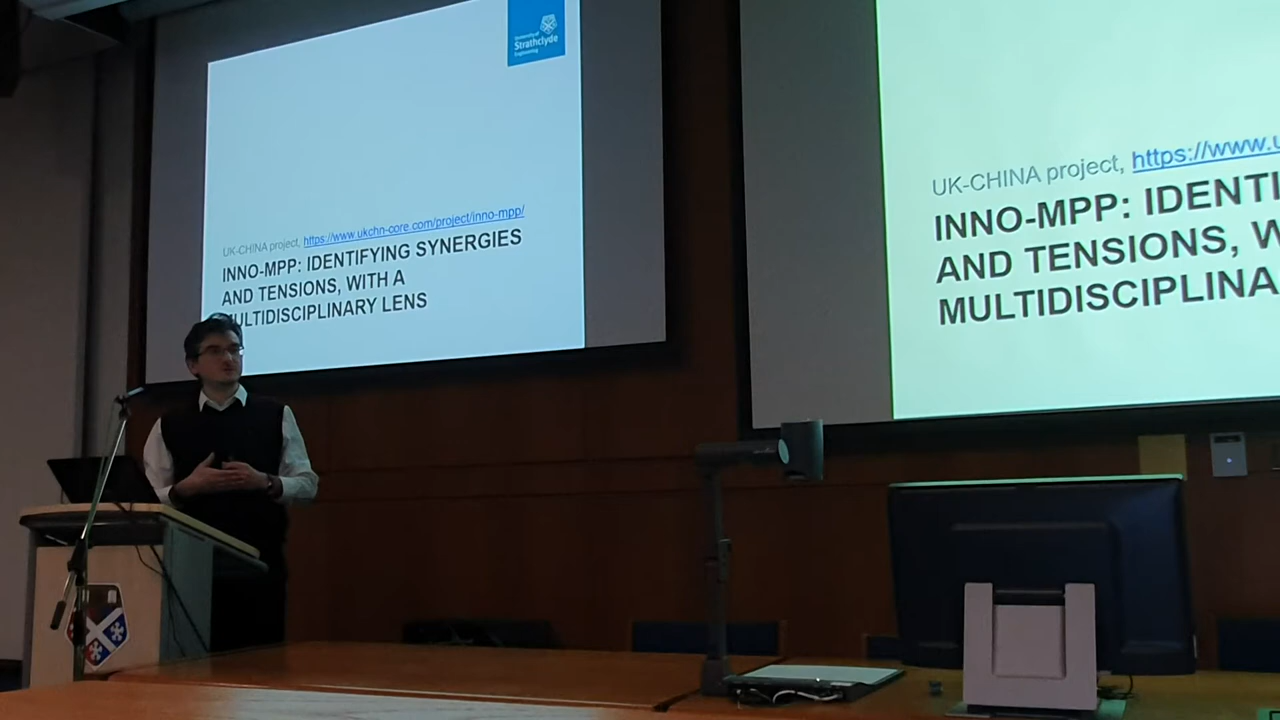 University of
Strathclyde
Engineering
UK-CHINA project, https://www.ukchn-core.com/project/inno-mpp/
INNO-MPP: IDENTIFYING SYNERGIES
AND TENSIONS, WITH A
MULTIDISCIPLINARY LENS
UK-CHINA project, https://www.u
INNO-MPP: IDENTI
AND TENSIONS, W
MULTIDISCIPLINA